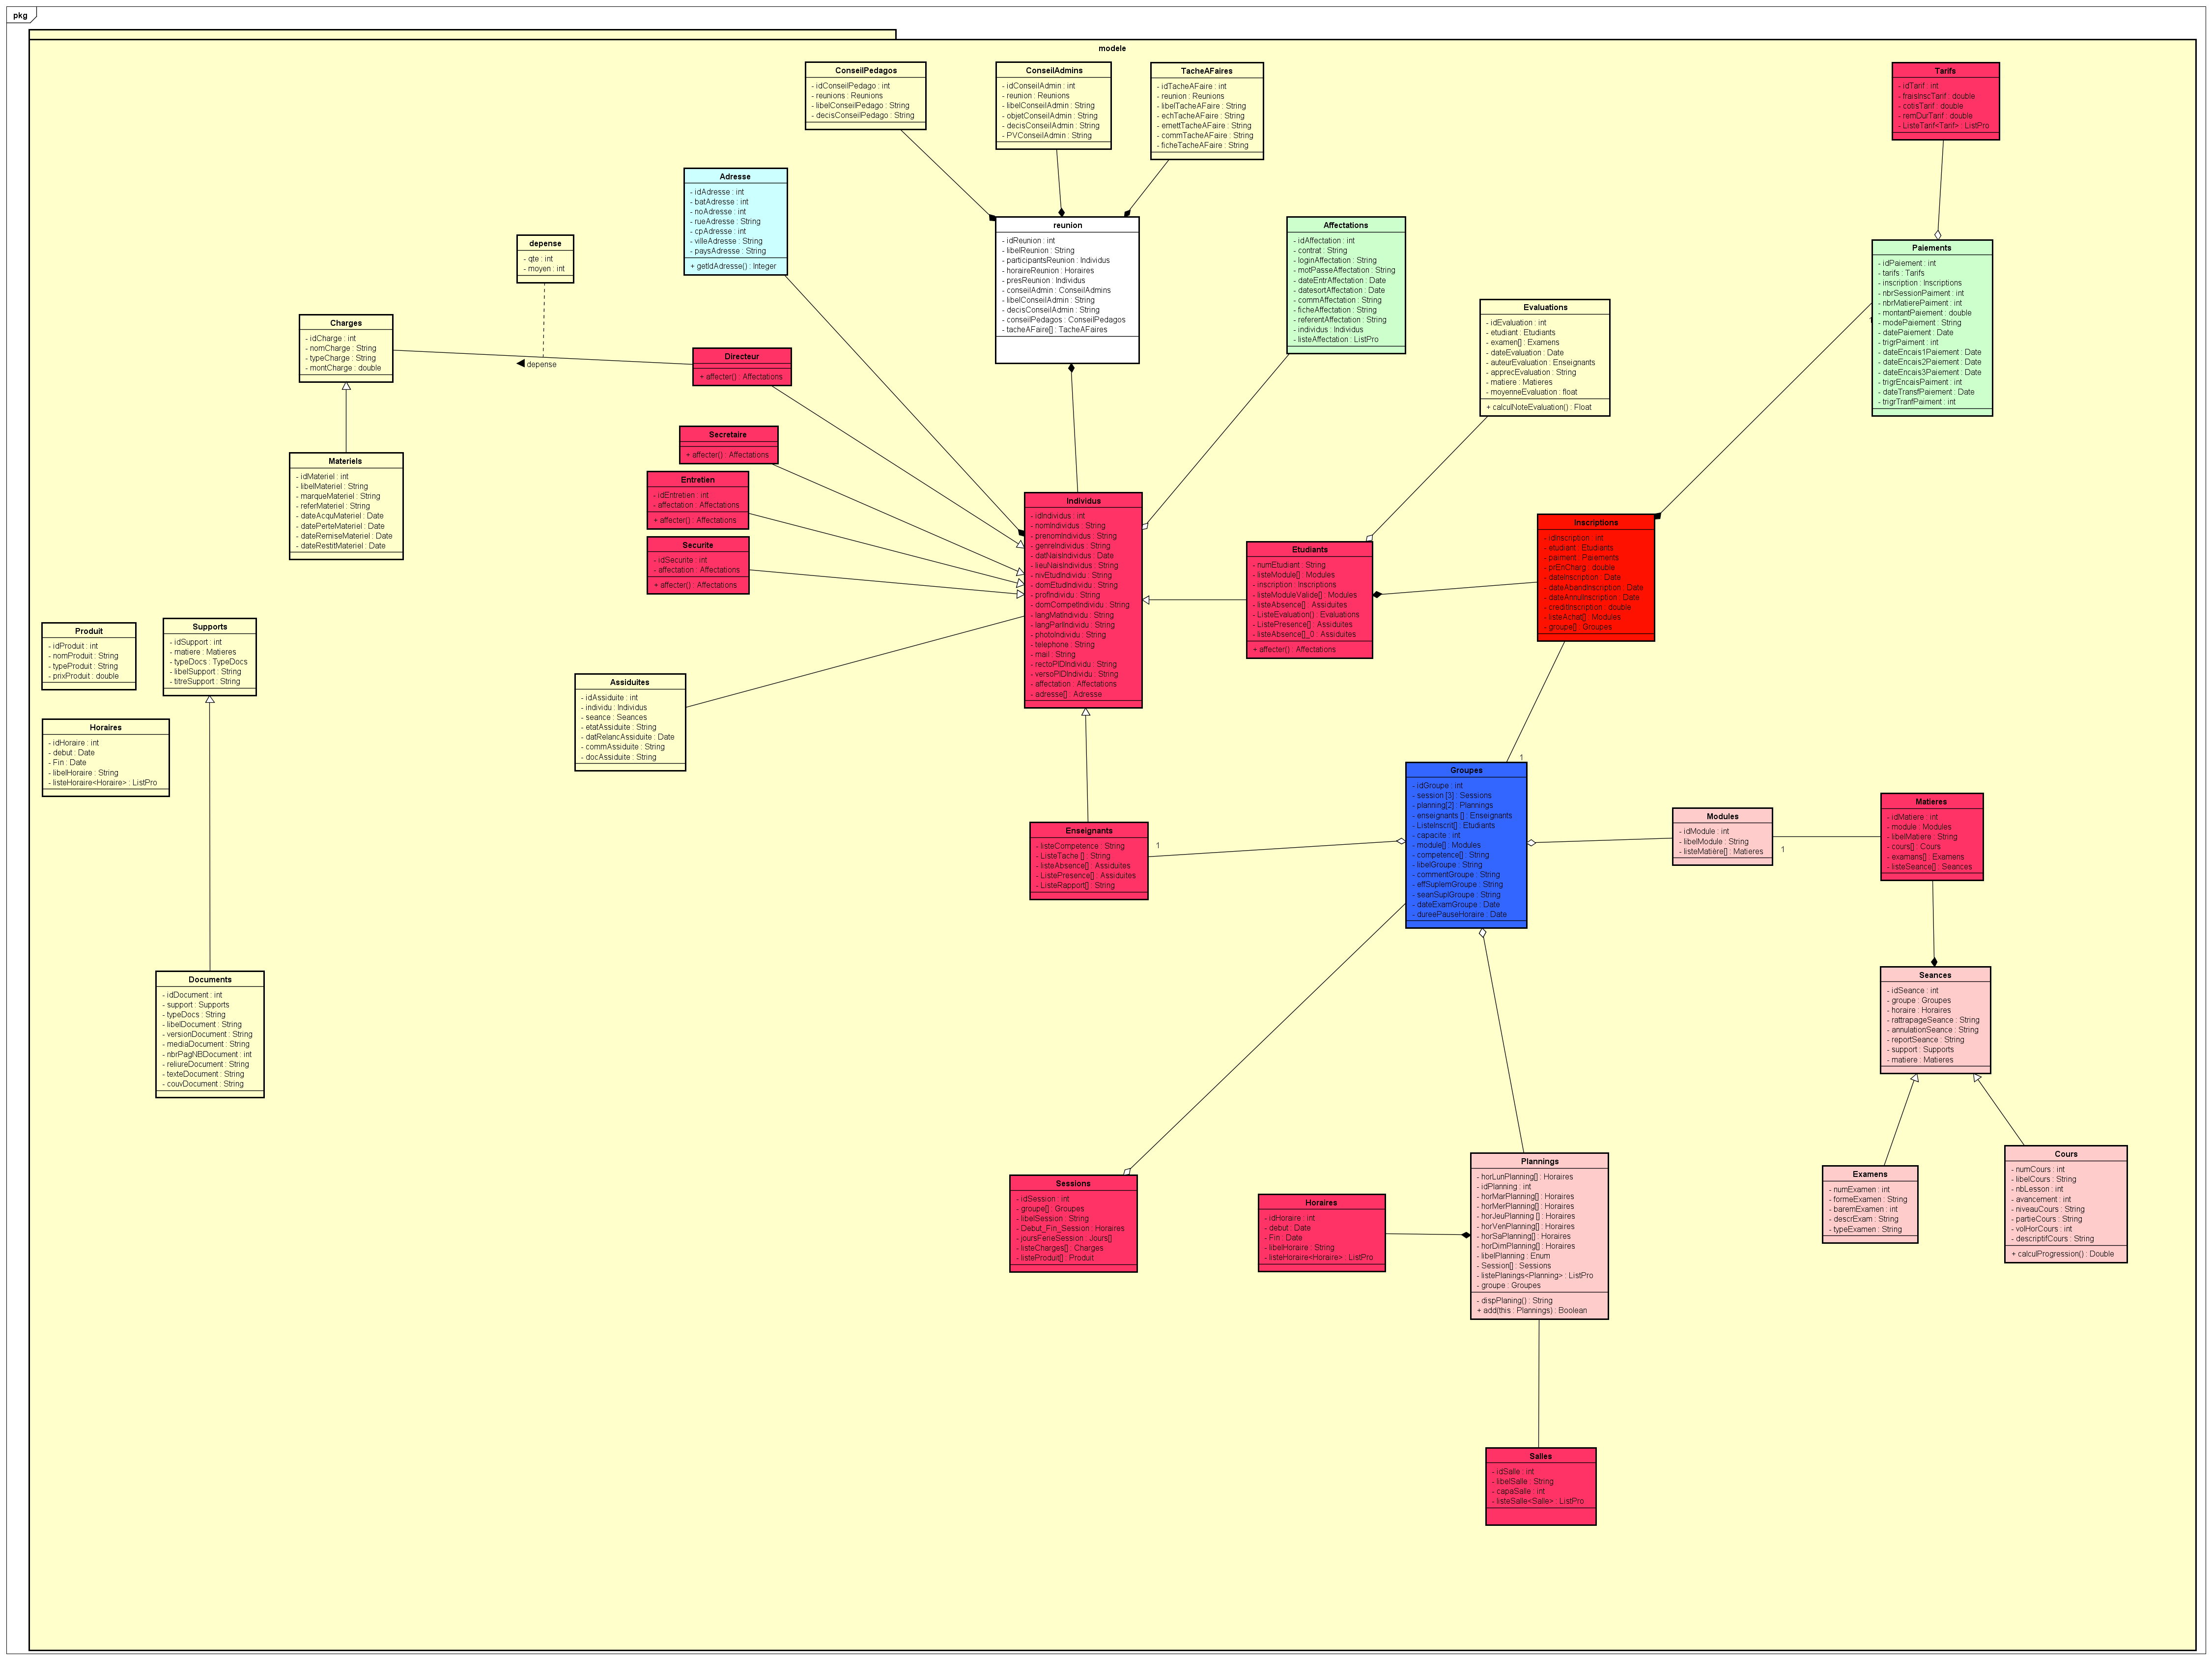 pkg
modele
ConseilPedagos
- idConseilPedago : int
- reunions : Reunions
- libelConseilPedago : String
- decisConseilPedago : String
ConseilAdmins
- idConseilAdmin : int
- reunion : Reunions
- libelConseilAdmin : String
- objetConseilAdmin : String
- decisConseilAdmin : String
- PVConseilAdmin : String
TacheAFaires
- idTacheAFaire : int
- reunion : Reunions
- libelTacheAFaire : String
- echTacheAFaire : String
- emettTacheAFaire : String
- commTacheAFaire : String
- ficheTacheAFaire : String
Tarifs
- idTarif : int
- fraisInscTarif : double
- cotisTarif : double
- remDurTarif : double
- ListeTarif<Tarif> : ListPro
Adresse
- idAdresse : int
- batAdresse : int
- noAdresse : int
- rueAdresse : String
- cpAdresse : int
- villeAdresse : String
- paysAdresse : String
+ getIdAdresse() : Integer
reunion
- idReunion : int
- libelReunion : String
- participantsReunion : Individus
- horaireReunion : Horaires
- presReunion : Individus
- conseilAdmin : ConseilAdmins
- libelConseilAdmin : String
- decisConseilAdmin : String
- conseilPedagos : ConseilPedagos
- tacheAFaire[] : TacheAFaires
Affectations
- idAffectation : int
- contrat : String
- loginAffectation : String
- motPasseAffectation : String
- dateEntrAffectation : Date
- datesortAffectation : Date
- commAffectation : String
- ficheAffectation : String
- referentAffectation : String
- individus : Individus
- listeAffectation : ListPro
Paiements
- idPaiement : int
- tarifs : Tarifs
- inscription : Inscriptions
- nbrSessionPaiment : int
- nbrMatierePaiment : int
- montantPaiement : double
- modePaiement : String
- datePaiement : Date
- trigrPaiment : int
- dateEncais1Paiement : Date
- dateEncais2Paiement : Date
- dateEncais3Paiement : Date
- trigrEncaisPaiment : int
- dateTransfPaiement : Date
- trigrTranfPaiment : int
1
depense
- qte : int
- moyen : int
Evaluations
- idEvaluation : int
- etudiant : Etudiants
- examen[] : Examens
- dateEvaluation : Date
- auteurEvaluation : Enseignants
- apprecEvaluation : String
- matiere : Matieres
- moyenneEvaluation : float
+ calculNoteEvaluation() : Float
Charges
- idCharge : int
- nomCharge : String
- typeCharge : String
- montCharge : double
depense
Directeur
+ affecter() : Affectations
Secretaire
+ affecter() : Affectations
Materiels
- idMateriel : int
- libelMateriel : String
- marqueMateriel : String
- referMateriel : String
- dateAcquMateriel : Date
- datePerteMateriel : Date
- dateRemiseMateriel : Date
- dateRestitMateriel : Date
Entretien
- idEntretien : int
- affectation : Affectations
+ affecter() : Affectations
Securite
- idSecurite : int
- affectation : Affectations
+ affecter() : Affectations
Individus
- idIndividus : int
- nomIndividus : String
- prenomIndividus : String
- genreIndividus : String
- datNaisIndividus : Date
- lieuNaisIndividus : String
- nivEtudIndividu : String
- domEtudIndividu : String
- profIndividu : String
- domCompetIndividu : String
- langMatIndividu : String
- langParlIndividu : String
- photoIndividu : String
- telephone : String
- mail : String
- rectoPIDIndividu : String
- versoPIDIndividu : String
- affectation : Affectations
- adresse[] : Adresse
Etudiants
- numEtudiant : String
- listeModule[] : Modules
- inscription : Inscriptions
- listeModuleValide[] : Modules
- listeAbsence[] : Assiduites
- ListeEvaluation() : Evaluations
- ListePresence[] : Assiduites
- listeAbsence[]_0 : Assiduites
+ affecter() : Affectations
Inscriptions
- idInscription : int
- etudiant : Etudiants
- paiment : Paiements
- prEnCharg : double
- dateInscription : Date
- dateAbendInscription : Date
- dateAnnulInscription : Date
- creditInscription : double
- listeAchat[] : Modules
- groupe[] : Groupes
Produit
- idProduit : int
- nomProduit : String
- typeProduit : String
- prixProduit : double
Supports
- idSupport : int
- matiere : Matieres
- typeDocs : TypeDocs
- libelSupport : String
- titreSupport : String
Assiduites
- idAssiduite : int
- individu : Individus
- seance : Seances
- etatAssiduite : String
- datRelancAssiduite : Date
- commAssiduite : String
- docAssiduite : String
Horaires
- idHoraire : int
- debut : Date
- Fin : Date
- libelHoraire : String
- listeHoraire<Horaire> : ListPro
1
Groupes
- idGroupe : int
- session [3] : Sessions
- planning[2] : Plannings
- enseignants [] : Enseignants
- ListeInscrit[] : Etudiants
- capacite : int
- module[] : Modules
- competence[] : String
- libelGroupe : String
- commentGroupe : String
- effSuplemGroupe : String
- seanSuplGroupe : String
- dateExamGroupe : Date
- dureePauseHoraire : Date
Enseignants
- listeCompetence : String
- ListeTache [] : String
- listeAbsence[] : Assiduites
- ListePresence[] : Assiduites
- ListeRapport[] : String
1
Modules
- idModule : int
- libelModule : String
- listeMatière[] : Matieres
1
Matieres
- idMatiere : int
- module : Modules
- libelMatiere : String
- cours[] : Cours
- examans[] : Examens
- listeSeance[] : Seances
Documents
- idDocument : int
- support : Supports
- typeDocs : String
- libelDocument : String
- versionDocument : String
- mediaDocument : String
- nbrPagNBDocument : int
- reliureDocument : String
- texteDocument : String
- couvDocument : String
Seances
- idSeance : int
- groupe : Groupes
- horaire : Horaires
- rattrapageSeance : String
- annulationSeance : String
- reportSeance : String
- support : Supports
- matiere : Matieres
Sessions
- idSession : int
- groupe[] : Groupes
- libelSession : String
- Debut_Fin_Session : Horaires
- joursFerieSession : Jours[]
- listeCharges[] : Charges
- listeProduit[] : Produit
Horaires
- idHoraire : int
- debut : Date
- Fin : Date
- libelHoraire : String
- listeHoraire<Horaire> : ListPro
Plannings
- horLunPlanning[] : Horaires
- idPlanning : int
- horMarPlanning[] : Horaires
- horMerPlanning[] : Horaires
- horJeuPlanning [] : Horaires
- horVenPlanning[] : Horaires
- horSaPlanning[] : Horaires
- horDimPlanning[] : Horaires
- libelPlanning : Enum
- Session[] : Sessions
- listePlanings<Planning> : ListPro
- groupe : Groupes
- dispPlaning() : String
+ add(this : Plannings) : Boolean
Examens
- numExamen : int
- formeExamen : String
- baremExamen : int
- descrExam : String
- typeExamen : String
Cours
- numCours : int
- libelCours : String
- nbLesson : int
- avancement : int
- niveauCours : String
- partieCours : String
- volHorCours : int
- descriptifCours : String
+ calculProgression() : Double
Salles
- idSalle : int
- libelSalle : String
- capaSalle : int
- listeSalle<Salle> : ListPro